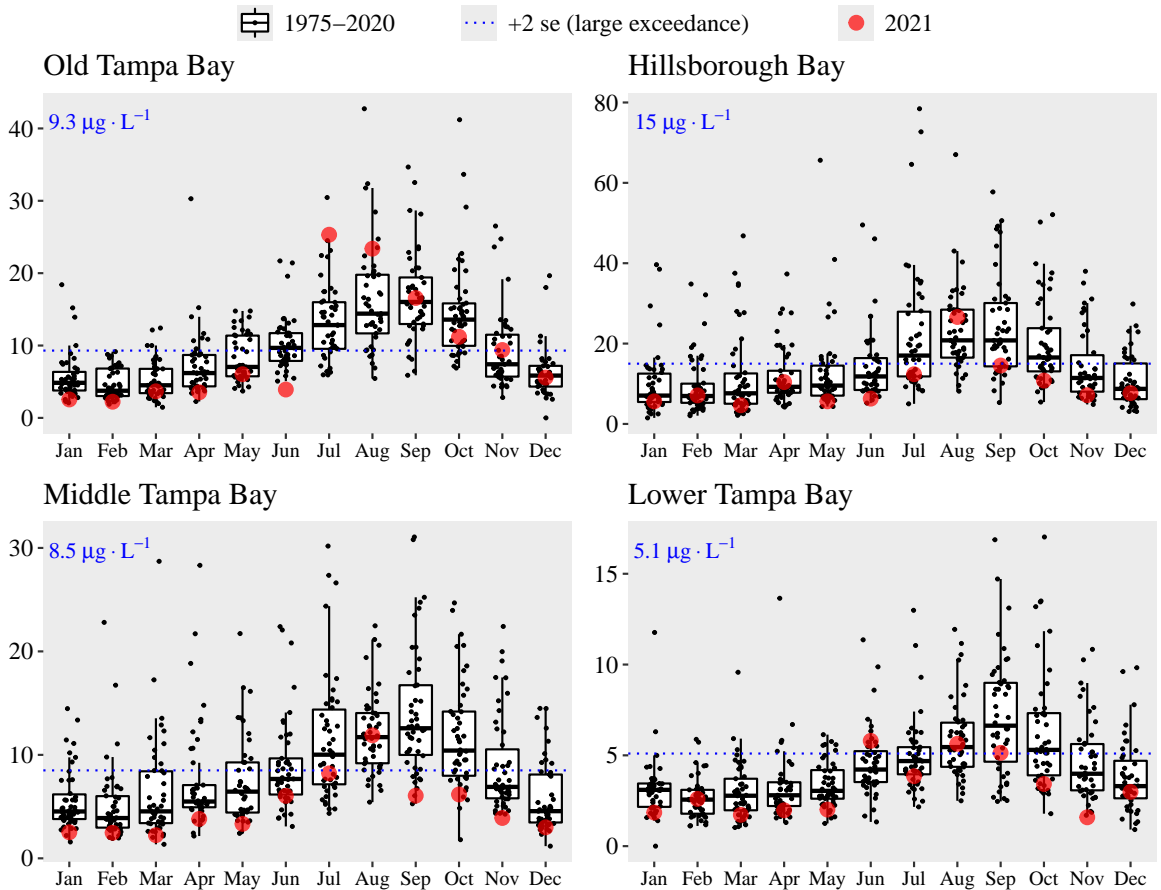 1975–2020 +2 se (large exceedance) 2021
Old Tampa Bay
9.3 μg · L⁻¹
40
30
20
10
0
Jan Feb Mar Apr May Jun Jul Aug Sep Oct Nov Dec
Hillsborough Bay
15 μg · L⁻¹
80
60
40
20
0
Jan Feb Mar Apr May Jun Jul Aug Sep Oct Nov Dec
Middle Tampa Bay
8.5 μg · L⁻¹
30
20
10
0
Jan Feb Mar Apr May Jun Jul Aug Sep Oct Nov Dec
Lower Tampa Bay
5.1 μg · L⁻¹
15
10
5
0
Jan Feb Mar Apr May Jun Jul Aug Sep Oct Nov Dec